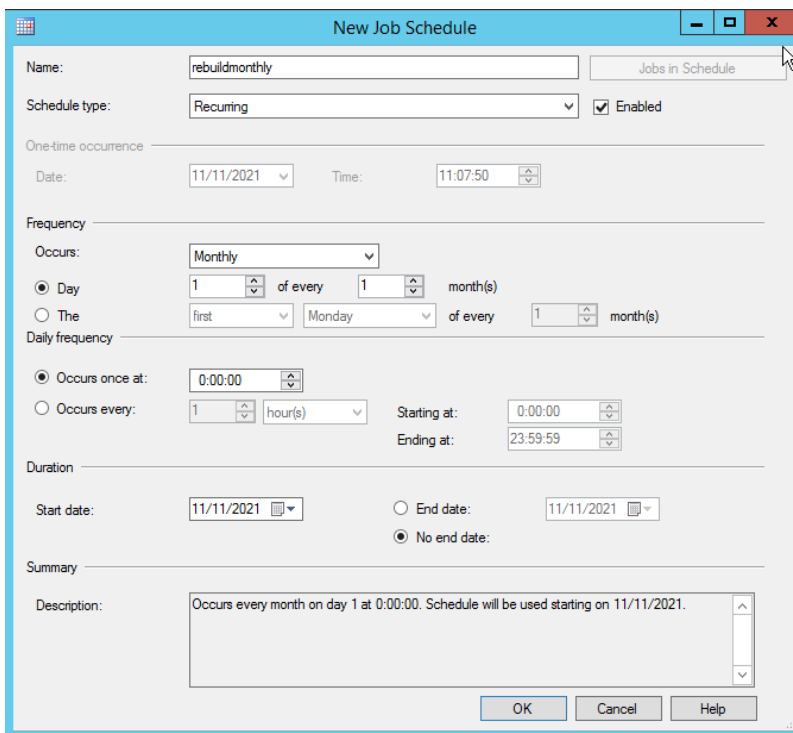 New Job Schedule
Name: rebuildmonthly Jobs in Schedule
Schedule type: Recurring Enabled
One-time occurrence
Date: 11/11/2021 Time: 11:07:50
Frequency
Occurs: Monthly
Day 1 of every 1 month(s)
The first Monday of every 1 month(s)
Daily frequency
Occurs once at: 0:00:00
Occurs every: 1 hour(s) Starting at: 0:00:00
Ending at: 23:59:59
Duration
Start date: 11/11/2021 End date: 11/11/2021
No end date:
Summary
Description: Occurs every month on day 1 at 0:00:00. Schedule will be used starting on 11/11/2021.
OK Cancel Help